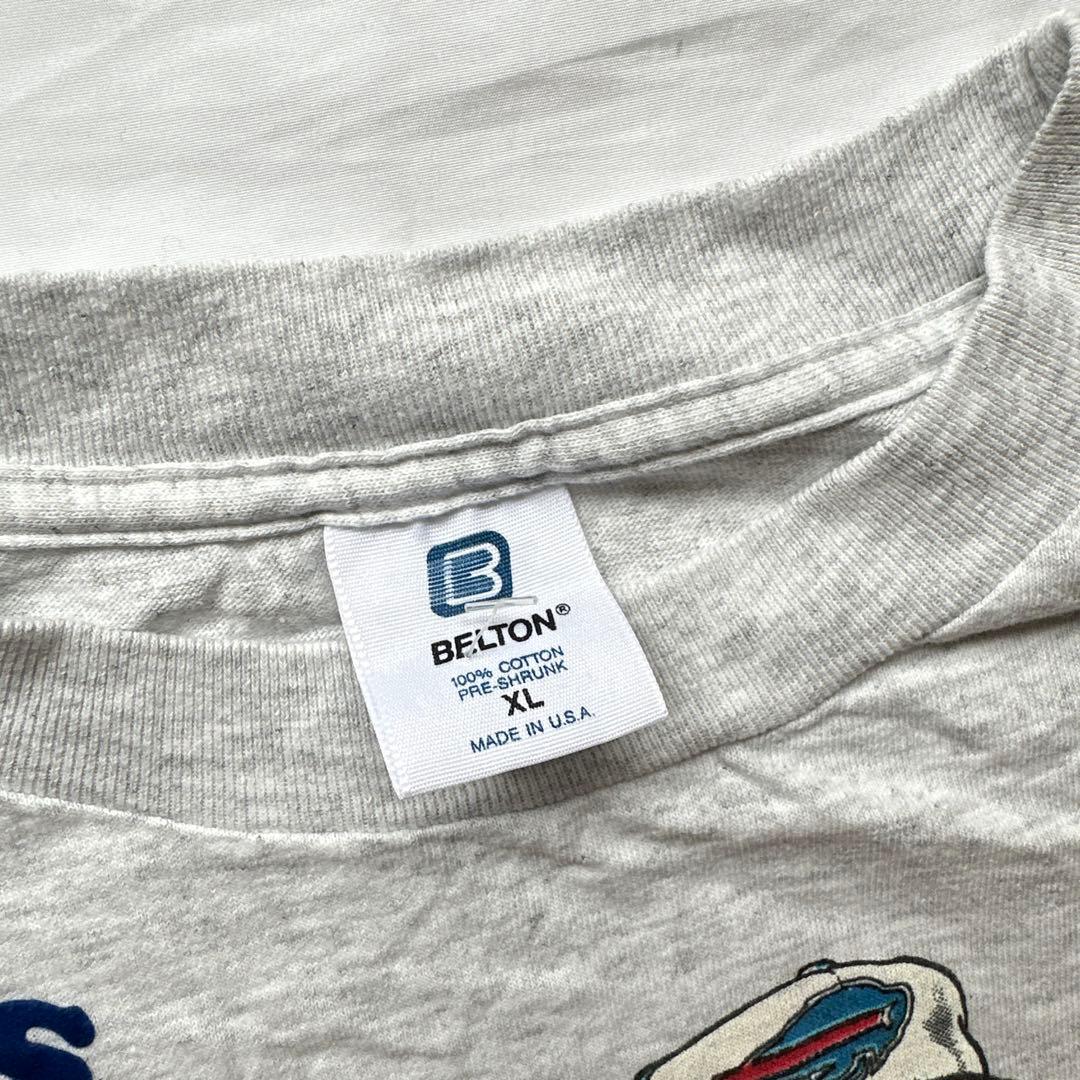 B
BELTON®
100% COTTON
PRE-SHRUNK
XL
MADE IN U.S.A.
S